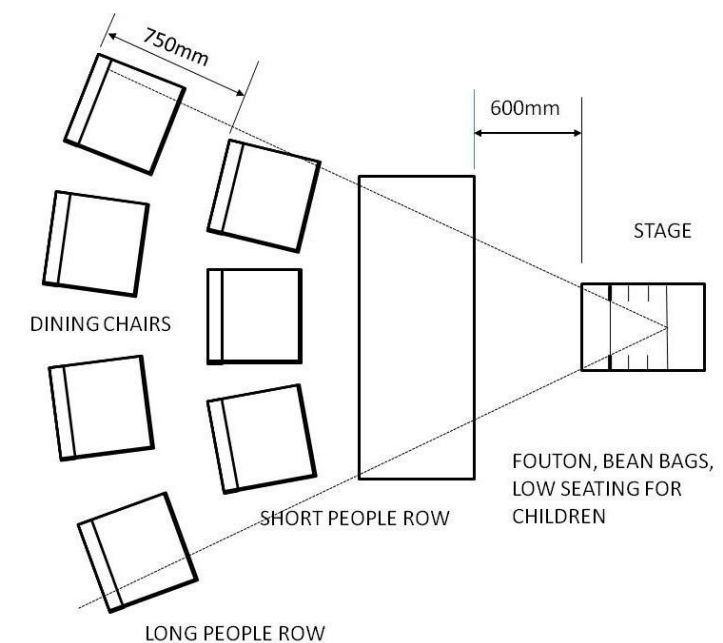 750mm
600mm
STAGE
DINING CHAIRS
FOUTON, BEAN BAGS,
LOW SEATING FOR
CHILDREN
SHORT PEOPLE ROW
LONG PEOPLE ROW